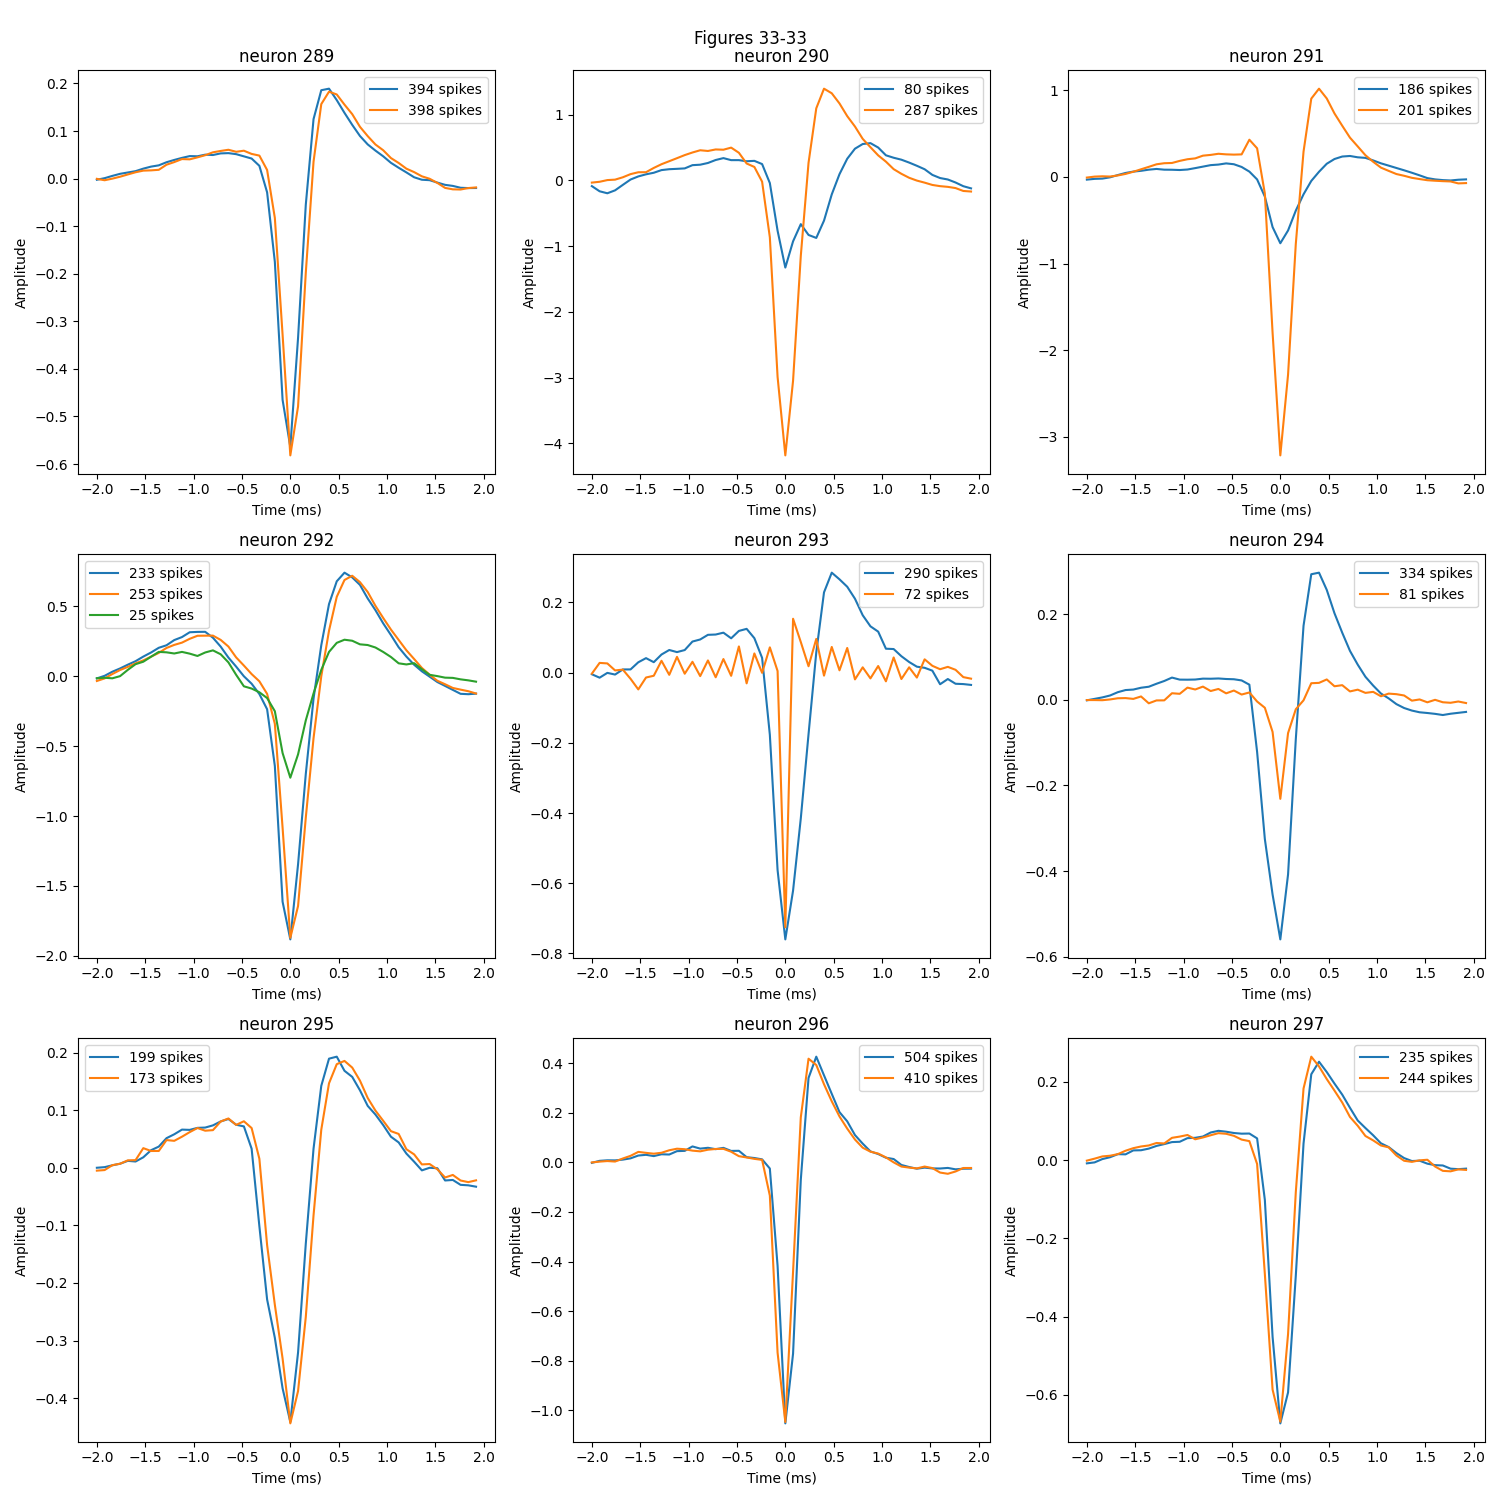 Figures 33-33
neuron 289
394 spikes
398 spikes
0.2
0.1
0.0
−0.1
−0.2
−0.3
−0.4
−0.5
−0.6
Amplitude
−2.0 −1.5 −1.0 −0.5 0.0 0.5 1.0 1.5 2.0
Time (ms)
neuron 290
80 spikes
287 spikes
1
0
−1
−2
−3
−4
Amplitude
−2.0 −1.5 −1.0 −0.5 0.0 0.5 1.0 1.5 2.0
Time (ms)
neuron 291
186 spikes
201 spikes
1
0
−1
−2
−3
Amplitude
−2.0 −1.5 −1.0 −0.5 0.0 0.5 1.0 1.5 2.0
Time (ms)
neuron 292
233 spikes
253 spikes
25 spikes
0.5
0.0
−0.5
−1.0
−1.5
−2.0
Amplitude
−2.0 −1.5 −1.0 −0.5 0.0 0.5 1.0 1.5 2.0
Time (ms)
neuron 293
290 spikes
72 spikes
0.2
0.0
−0.2
−0.4
−0.6
−0.8
Amplitude
−2.0 −1.5 −1.0 −0.5 0.0 0.5 1.0 1.5 2.0
Time (ms)
neuron 294
334 spikes
81 spikes
0.2
0.0
−0.2
−0.4
−0.6
Amplitude
−2.0 −1.5 −1.0 −0.5 0.0 0.5 1.0 1.5 2.0
Time (ms)
neuron 295
199 spikes
173 spikes
0.2
0.1
0.0
−0.1
−0.2
−0.3
−0.4
Amplitude
−2.0 −1.5 −1.0 −0.5 0.0 0.5 1.0 1.5 2.0
Time (ms)
neuron 296
504 spikes
410 spikes
0.4
0.2
0.0
−0.2
−0.4
−0.6
−0.8
−1.0
Amplitude
−2.0 −1.5 −1.0 −0.5 0.0 0.5 1.0 1.5 2.0
Time (ms)
neuron 297
235 spikes
244 spikes
0.2
0.0
−0.2
−0.4
−0.6
Amplitude
−2.0 −1.5 −1.0 −0.5 0.0 0.5 1.0 1.5 2.0
Time (ms)